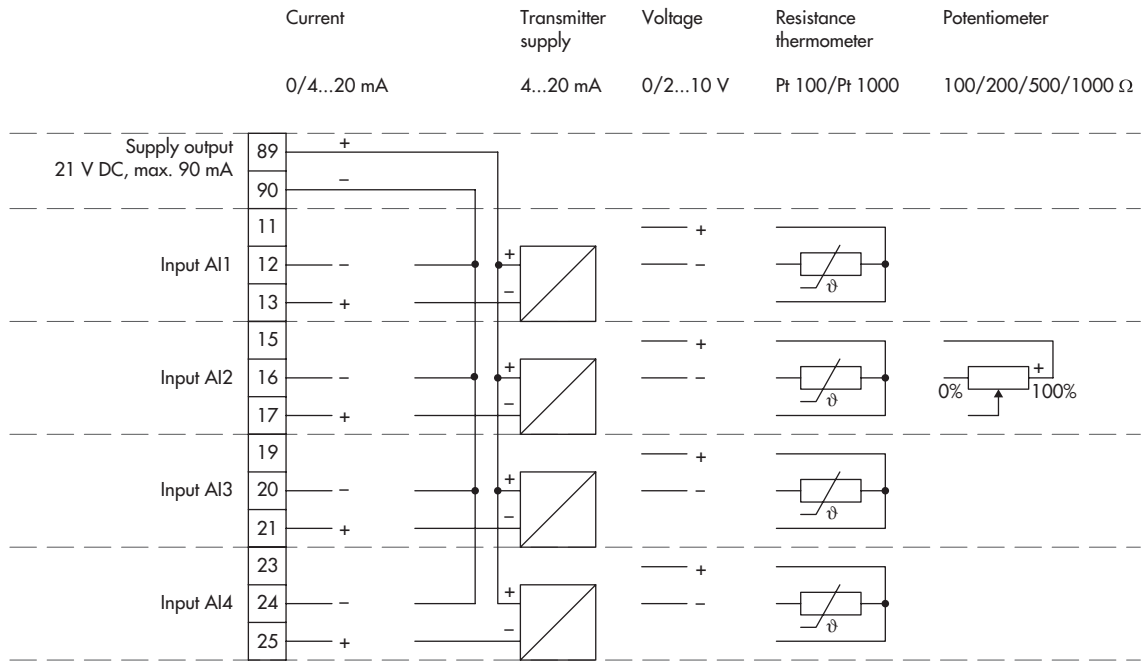 Current Transmitter supply Voltage Resistance thermometer Potentiometer
0/4...20 mA 4...20 mA 0/2...10 V Pt 100/Pt 1000 100/200/500/1000 Ω
Supply output 89 +
21 V DC, max. 90 mA
90 −
11 +
Input AI1 12 − + − ϑ
13 + −
15 +
Input AI2 16 − + − ϑ 0% + 100%
17 + −
19 +
Input AI3 20 − + − ϑ
21 + −
23 +
Input AI4 24 − + − ϑ
25 + −